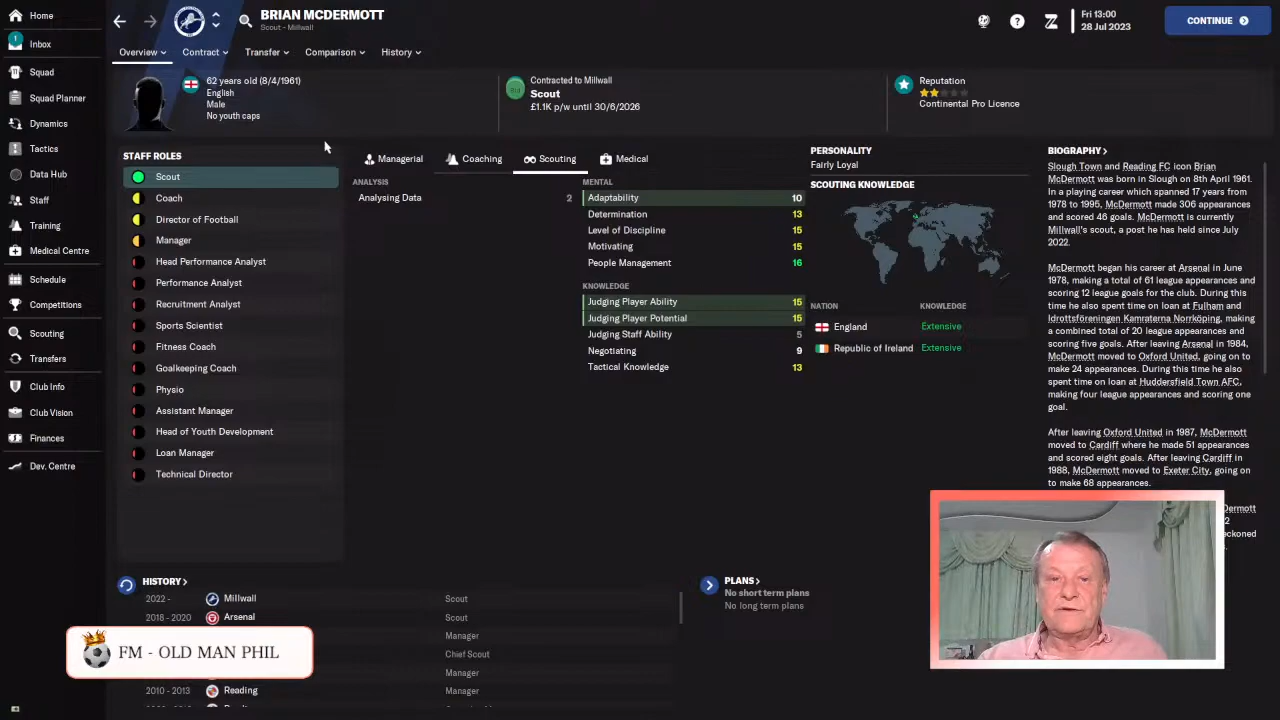 Home
Inbox
1
Squad
Squad Planner
Dynamics
Tactics
Data Hub
Staff
Training
Medical Centre
Schedule
Competitions
Scouting
Transfers
Club Info
Club Vision
Finances
Dev. Centre
BRIAN MCDERMOTT
Scout - Millwall
Fri 13:00
28 Jul 2023
CONTINUE
Overview
Contract
Transfer
Comparison
History
62 years old (8/4/1961)
English
Male
No youth caps
Contracted to Millwall
Scout
£1.1K p/w until 30/6/2026
Reputation
Continental Pro Licence
STAFF ROLES
Scout
Coach
Director of Football
Manager
Head Performance Analyst
Performance Analyst
Recruitment Analyst
Sports Scientist
Fitness Coach
Goalkeeping Coach
Physio
Assistant Manager
Head of Youth Development
Loan Manager
Technical Director
Managerial
Coaching
Scouting
Medical
ANALYSIS
Analysing Data 2
MENTAL
Adaptability 10
Determination 13
Level of Discipline 15
Motivating 15
People Management 16
KNOWLEDGE
Judging Player Ability 15
Judging Player Potential 15
Judging Staff Ability 5
Negotiating 9
Tactical Knowledge 13
PERSONALITY
Fairly Loyal
SCOUTING KNOWLEDGE
NATION KNOWLEDGE
England Extensive
Republic of Ireland Extensive
BIOGRAPHY
Slough Town and Reading FC icon Brian
McDermott was born in Slough on 8th April 1961.
In a playing career which spanned 17 years from
1978 to 1995, McDermott made 306 appearances
and scored 46 goals. McDermott is currently
Millwall's scout, a post he has held since July
2022.
McDermott began his career at Arsenal in June
1978, making a total of 61 league appearances and
scoring 12 league goals for the club. During this
time he also spent time on loan at Fulham and
Idrottsföreningen Kamraterna Norrköping, making
a combined total of 20 league appearances and
scoring five goals. After leaving Arsenal in 1984,
McDermott moved to Oxford United, going on to
make 24 appearances. During this time he also
spent time on loan at Huddersfield Town AFC,
making four league appearances and scoring one
goal.
After leaving Oxford United in 1987, McDermott
moved to Cardiff where he made 51 appearances
and scored eight goals. After leaving Cardiff in
1988, McDermott moved to Exeter City, going on
to make 68 appearances.
HISTORY
2022 - Millwall Scout
2018 - 2020 Arsenal Scout
Manager
Chief Scout
Manager
2010 - 2013 Reading Manager
PLANS
No short term plans
No long term plans
FM - OLD MAN PHIL